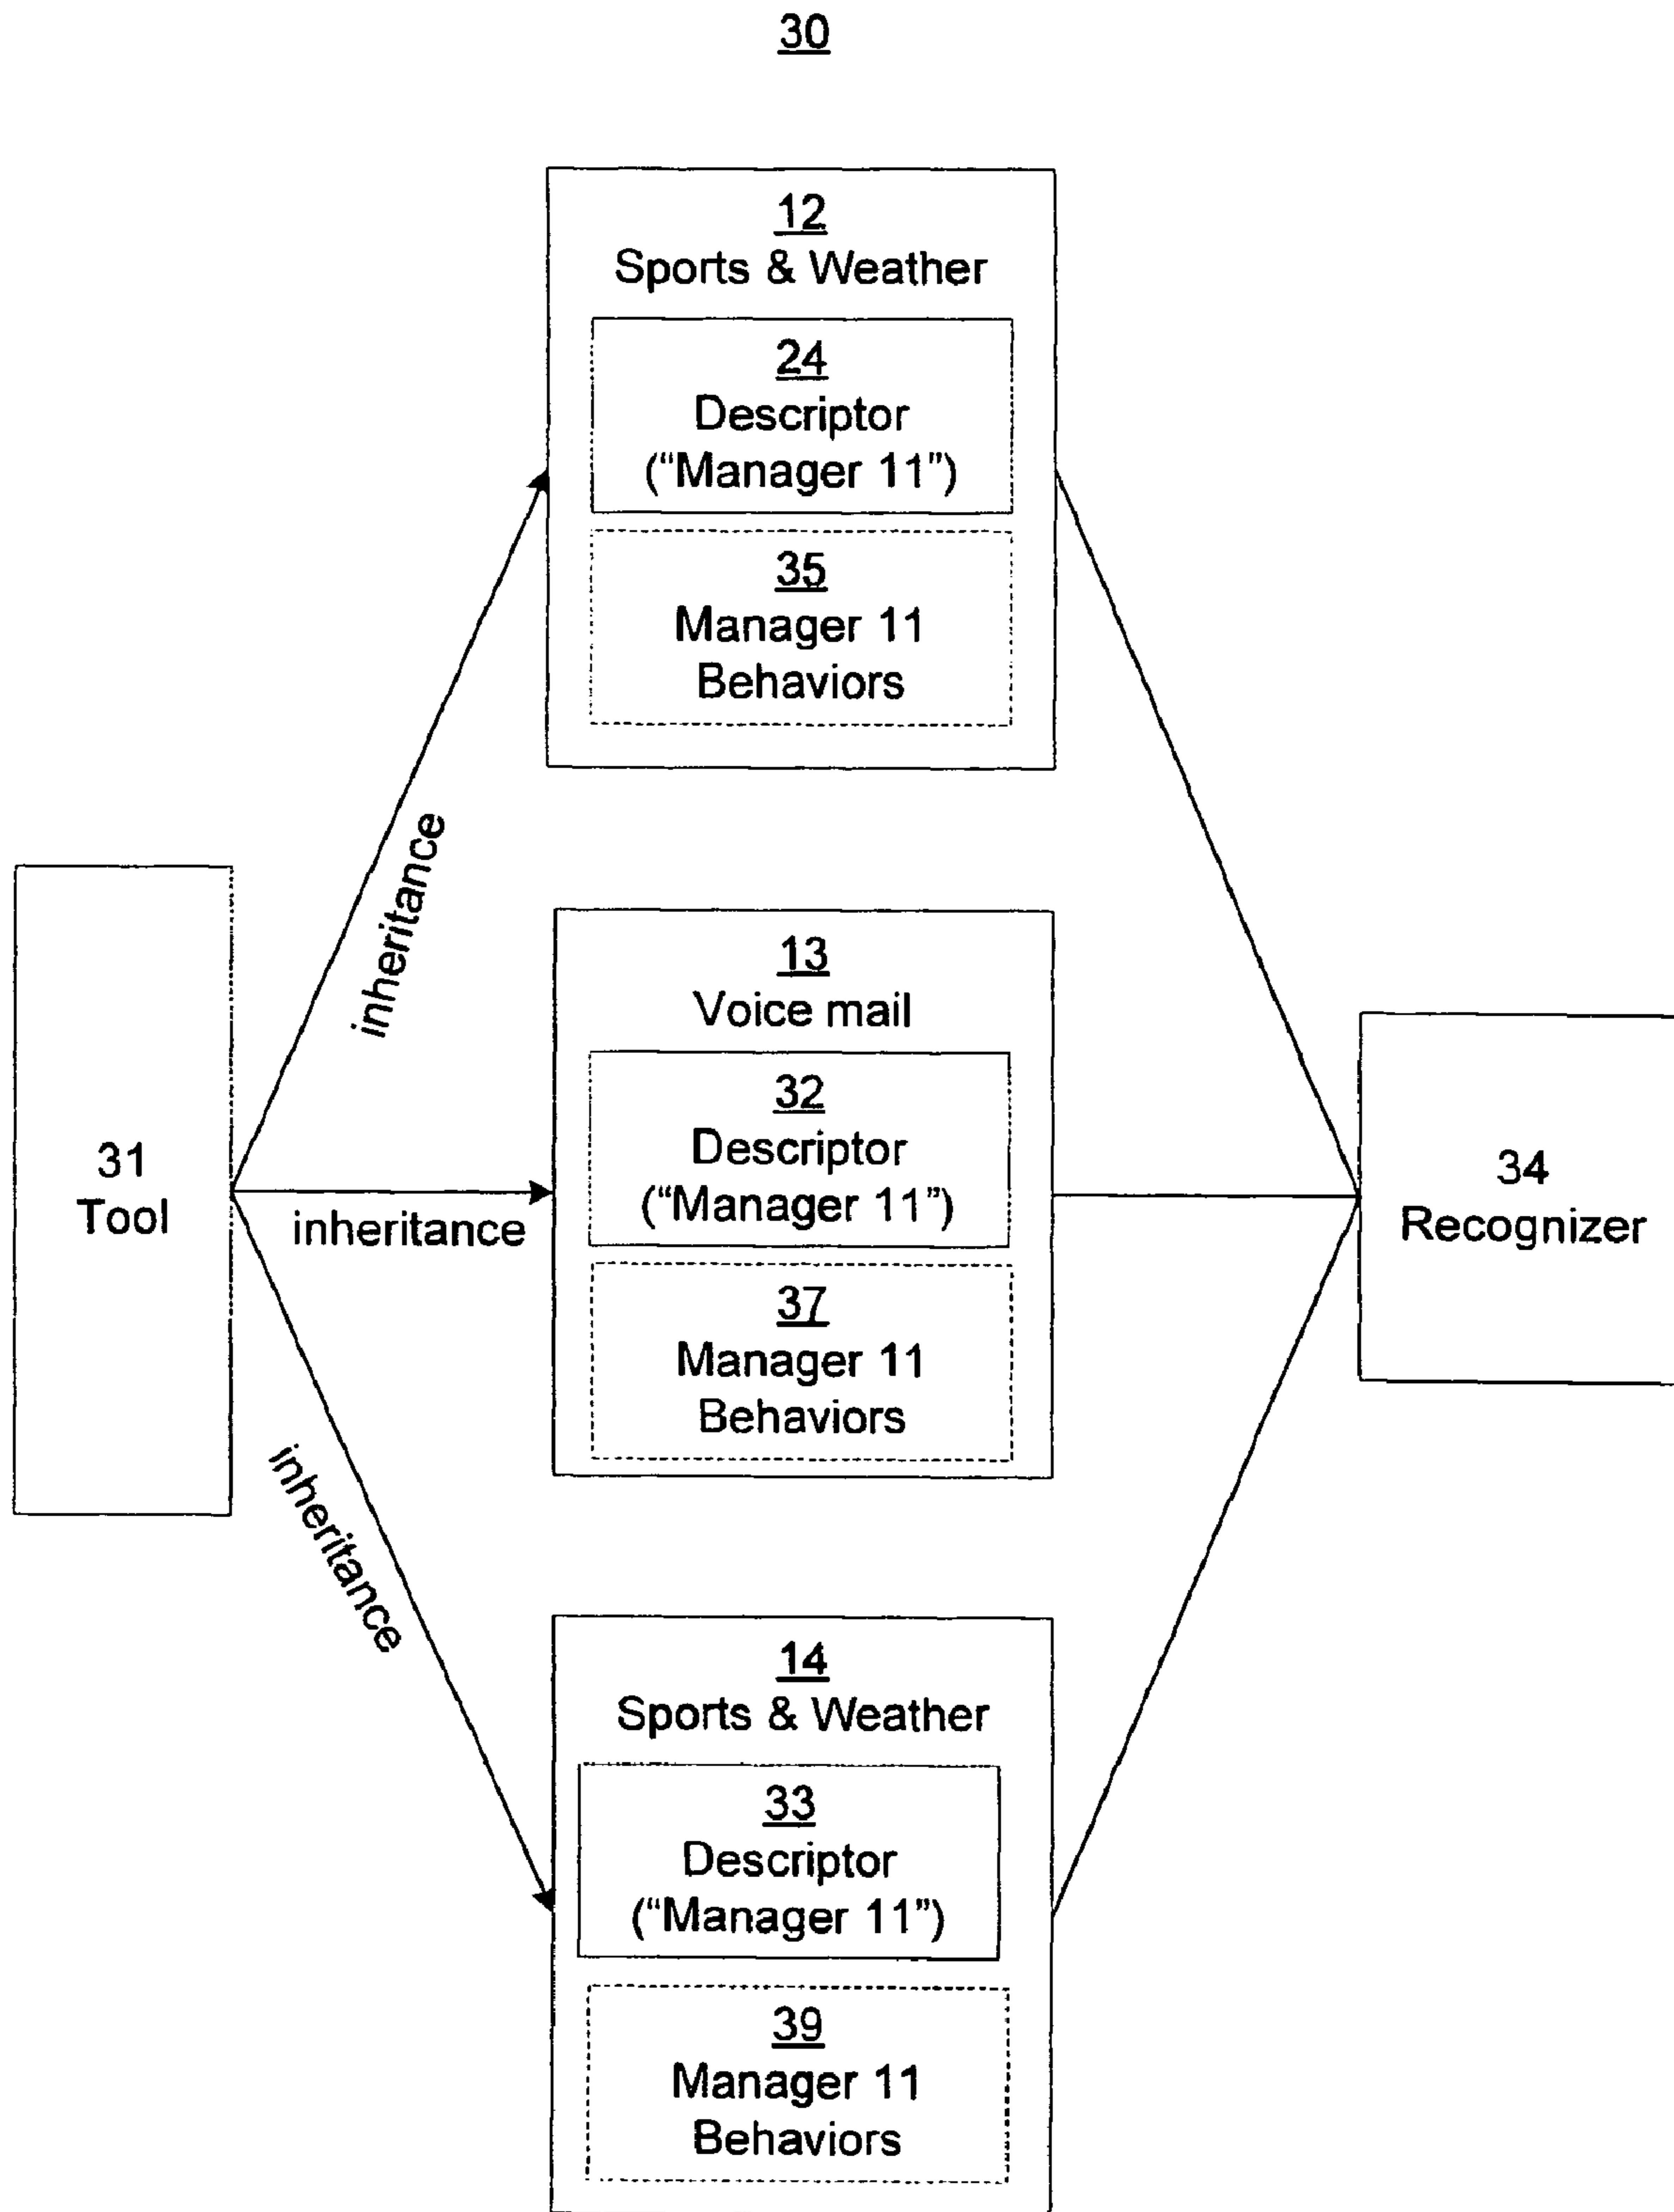 30
12
Sports & Weather
24
Descriptor
(“Manager 11”)
35
Manager 11
Behaviors
inheritance
31
Tool
inheritance
13
Voice mail
32
Descriptor
(“Manager 11”)
37
Manager 11
Behaviors
34
Recognizer
inheritance
14
Sports & Weather
33
Descriptor
(“Manager 11”)
39
Manager 11
Behaviors